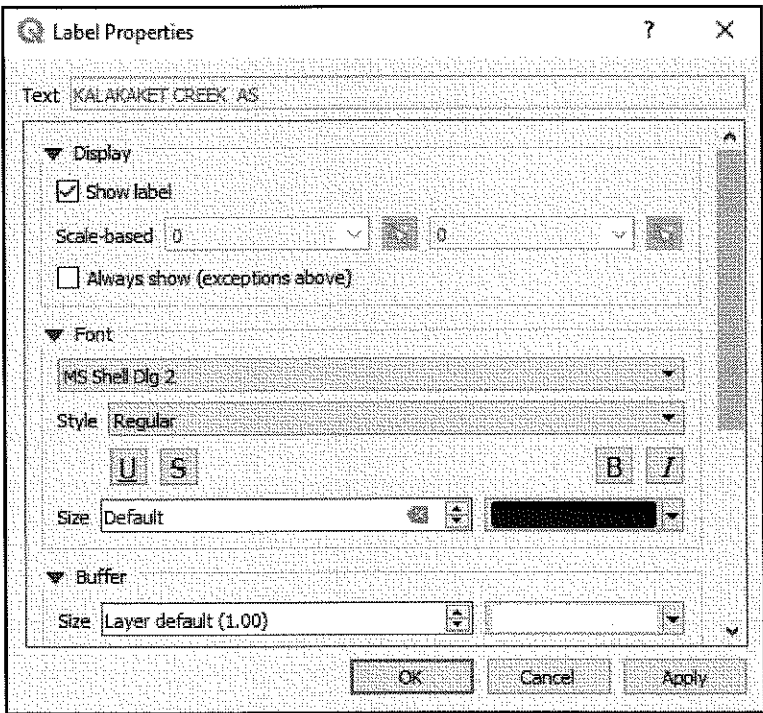 Label Properties
Text KALAKAKET CREEK AS
Display
Show label
Scale-based 0 0
Always show (exceptions above)
Font
MS Shell Dlg 2
Style Regular
U S B I
Size Default
Buffer
Size Layer default (1.00)
OK Cancel Apply